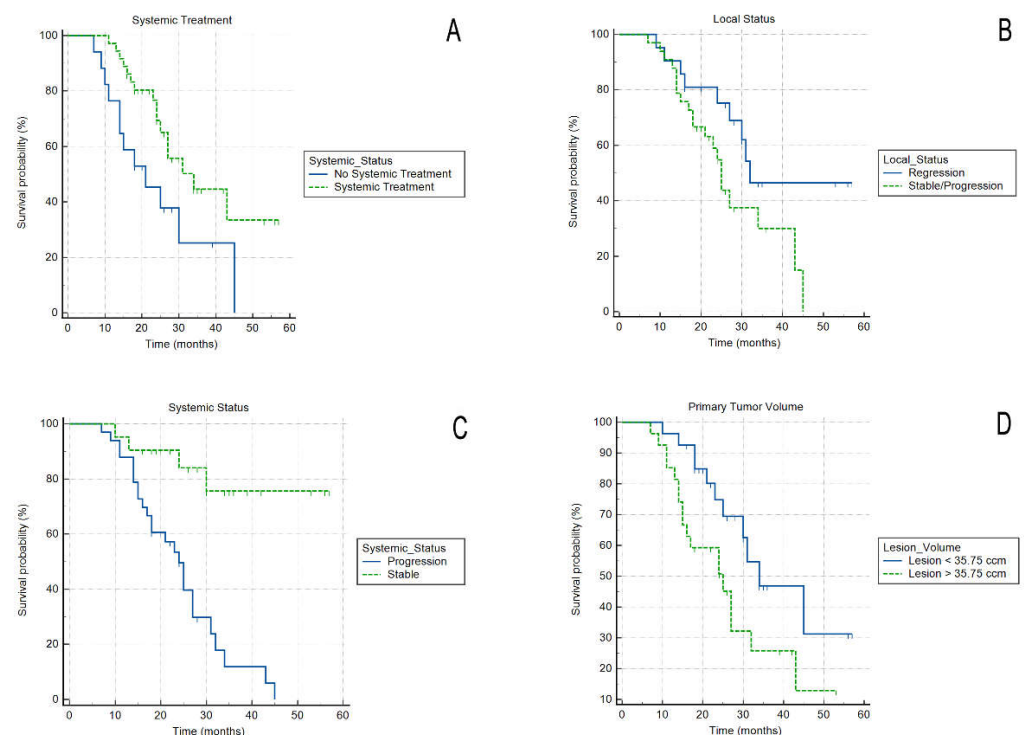 Systemic Treatment
A
Survival probability (%)
100
80
60
40
20
0
0 10 20 30 40 50 60
Time (months)
Systemic_Status
No Systemic Treatment
Systemic Treatment
Local Status
B
Survival probability (%)
100
80
60
40
20
0
0 10 20 30 40 50 60
Time (months)
Local_Status
Regression
Stable/Progression
Systemic Status
C
Survival probability (%)
100
80
60
40
20
0
0 10 20 30 40 50 60
Time (months)
Systemic_Status
Progression
Stable
Primary Tumor Volume
D
Survival probability (%)
100
90
80
70
60
50
40
30
20
10
0 10 20 30 40 50 60
Time (months)
Lesion_Volume
Lesion < 35.75 ccm
Lesion > 35.75 ccm